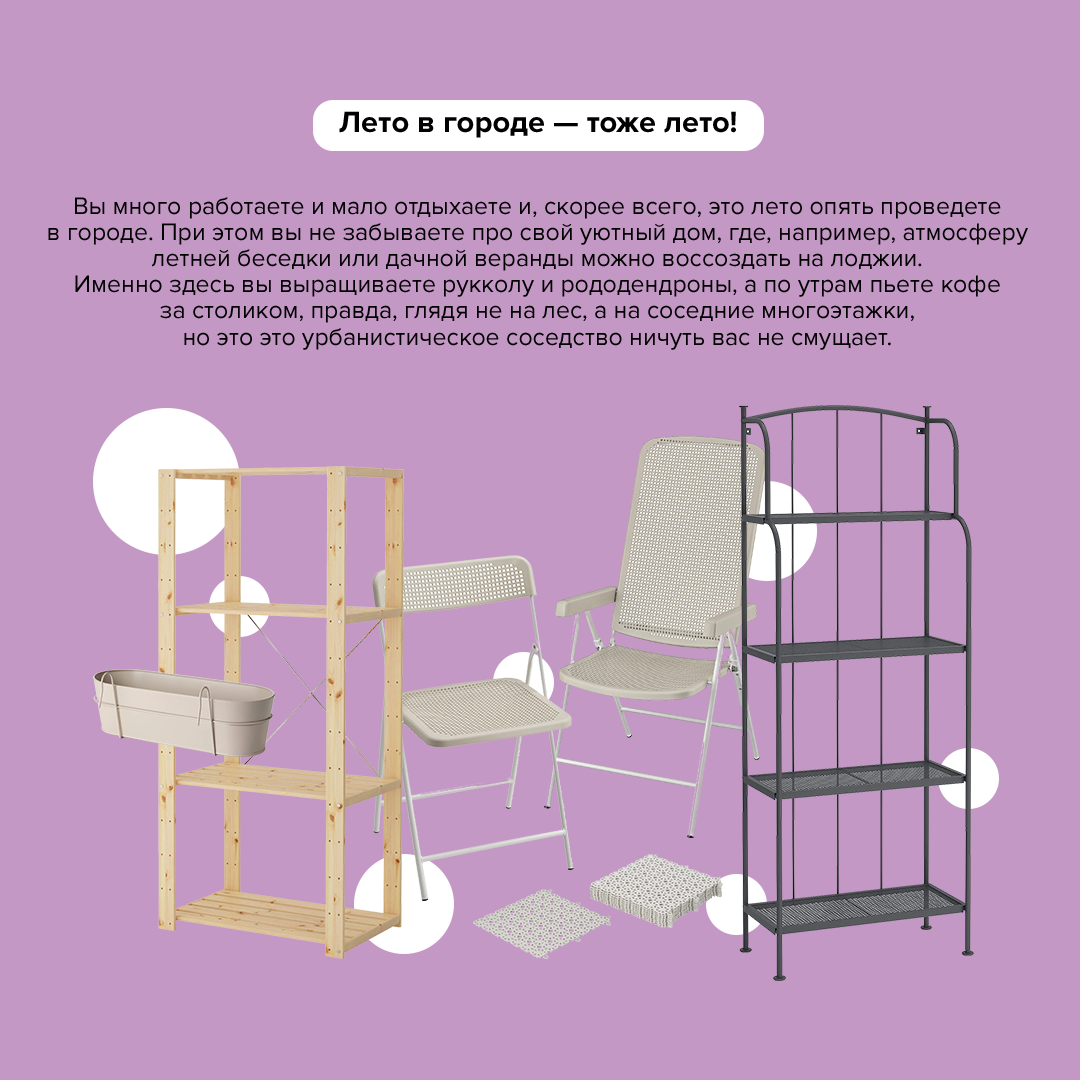 Лето в городе — тоже лето!
Вы много работаете и мало отдыхаете и, скорее всего, это лето опять проведете
в городе. При этом вы не забываете про свой уютный дом, где, например, атмосферу
летней беседки или дачной веранды можно воссоздать на лоджии.
Именно здесь вы выращиваете рукколу и рододендроны, а по утрам пьете кофе
за столиком, правда, глядя не на лес, а на соседние многоэтажки,
но это это урбанистическое соседство ничуть вас не смущает.